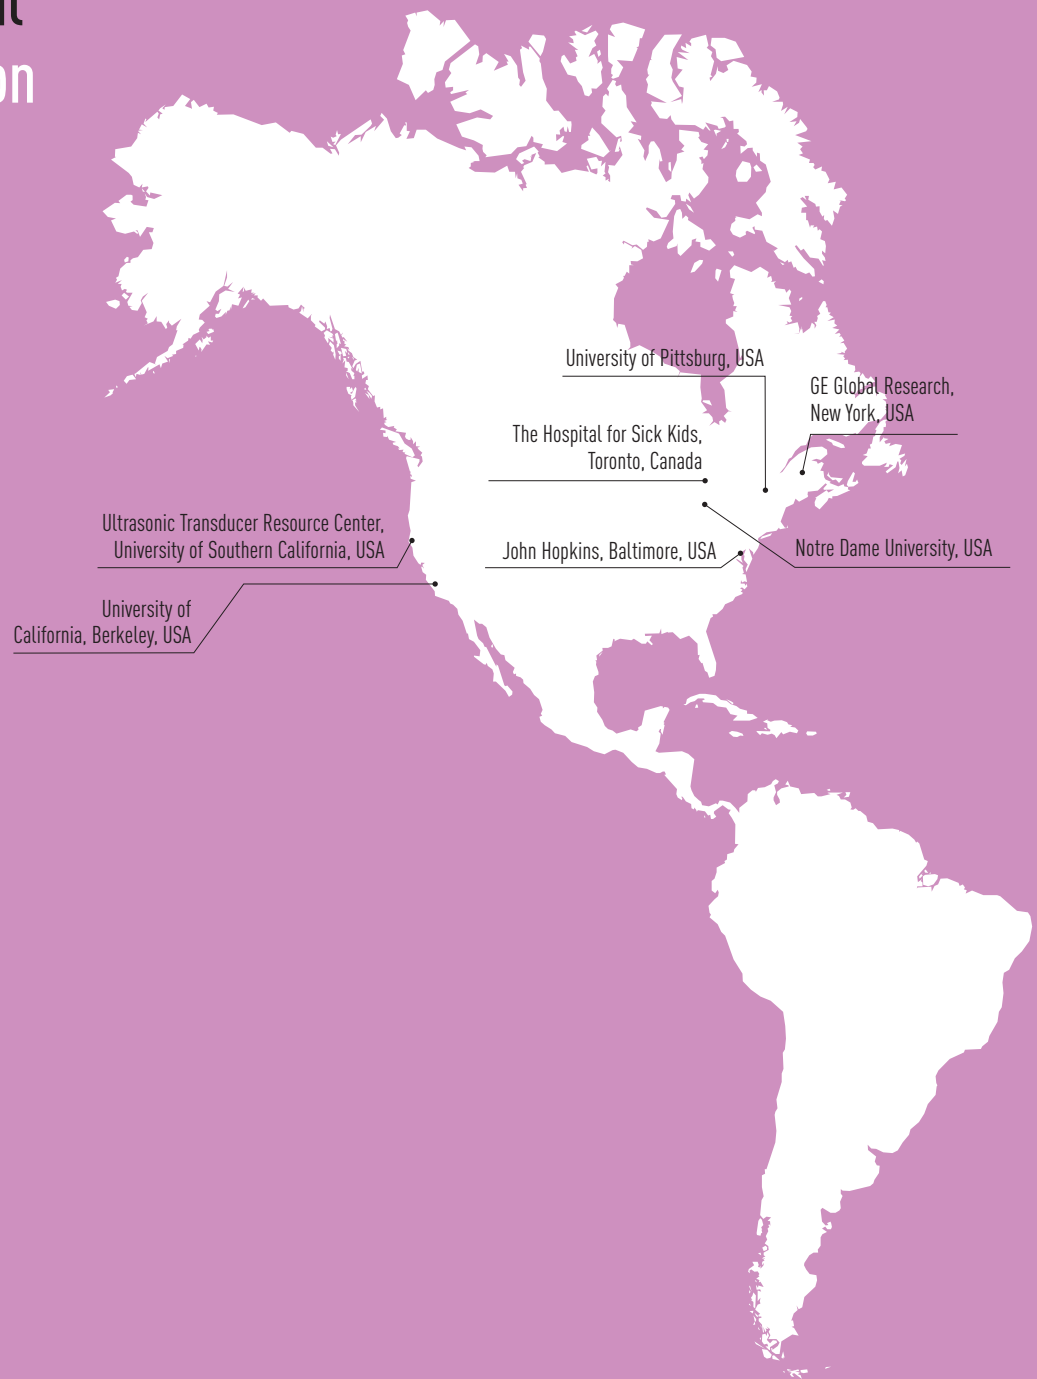 on
University of Pittsburg, USA
GE Global Research,
New York, USA
The Hospital for Sick Kids,
Toronto, Canada
Ultrasonic Transducer Resource Center,
University of Southern California, USA
John Hopkins, Baltimore, USA
Notre Dame University, USA
University of
California, Berkeley, USA